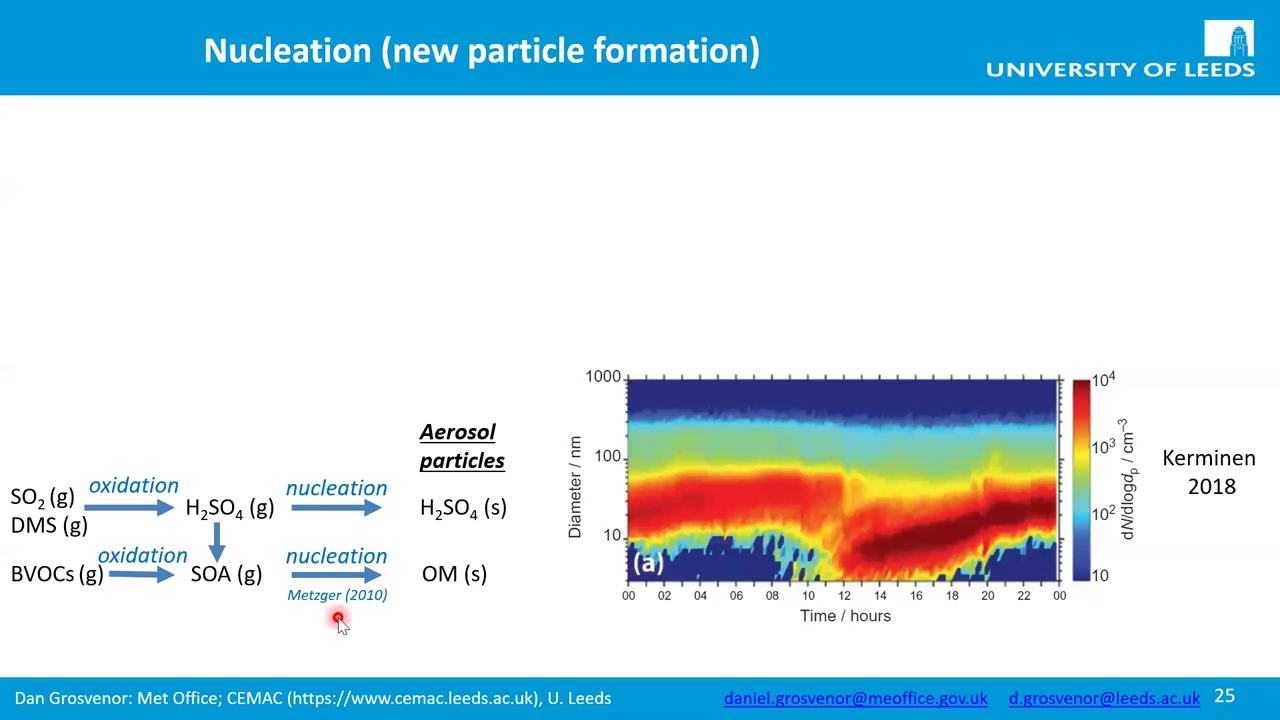 Nucleation (new particle formation)
UNIVERSITY OF LEEDS
Aerosol
particles
SO2 (g)
DMS (g)
oxidation
H2SO4 (g)
nucleation
H2SO4 (s)
BVOCs (g)
oxidation
SOA (g)
nucleation
Metzger (2010)
OM (s)
1000
100
10
Diameter / nm
(a)
00 02 04 06 08 10 12 14 16 18 20 22 00
Time / hours
10^4
10^3
10^2
10
dN/dlogdp / cm–3
Kerminen
2018
Dan Grosvenor: Met Office; CEMAC (https://www.cemac.leeds.ac.uk), U. Leeds
daniel.grosvenor@meoffice.gov.uk d.grosvenor@leeds.ac.uk 25